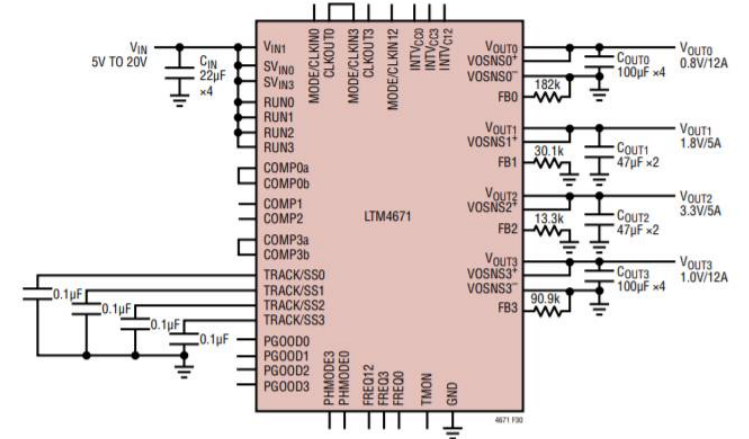 MODE/CLKIN0
CLKOUT0
MODE/CLKIN3
CLKOUT3
MODE/CLKIN12
INTVCC0
INTVCC3
INTVC12
VIN
5V TO 20V
CIN
22µF
×4
VIN1
SVIN0
SVIN3
RUN0
RUN1
RUN2
RUN3
COMP0a
COMP0b
COMP1
COMP2
COMP3a
COMP3b
TRACK/SS0
TRACK/SS1
TRACK/SS2
TRACK/SS3
PGOOD0
PGOOD1
PGOOD2
PGOOD3
0.1µF
0.1µF
0.1µF
0.1µF
LTM4671
VOUT0
VOSNS0+
VOSNS0−
FB0
182k
COUT0
100µF ×4
VOUT0
0.8V/12A
VOUT1
VOSNS1+
FB1
30.1k
COUT1
47µF ×2
VOUT1
1.8V/5A
VOUT2
VOSNS2+
FB2
13.3k
COUT2
47µF ×2
VOUT2
3.3V/5A
VOUT3
VOSNS3+
VOSNS3−
FB3
90.9k
COUT3
100µF ×4
VOUT3
1.0V/12A
PHMODE3
PHMODE0
FREQ12
FREQ3
FREQ0
TMON
GND
4671 F30